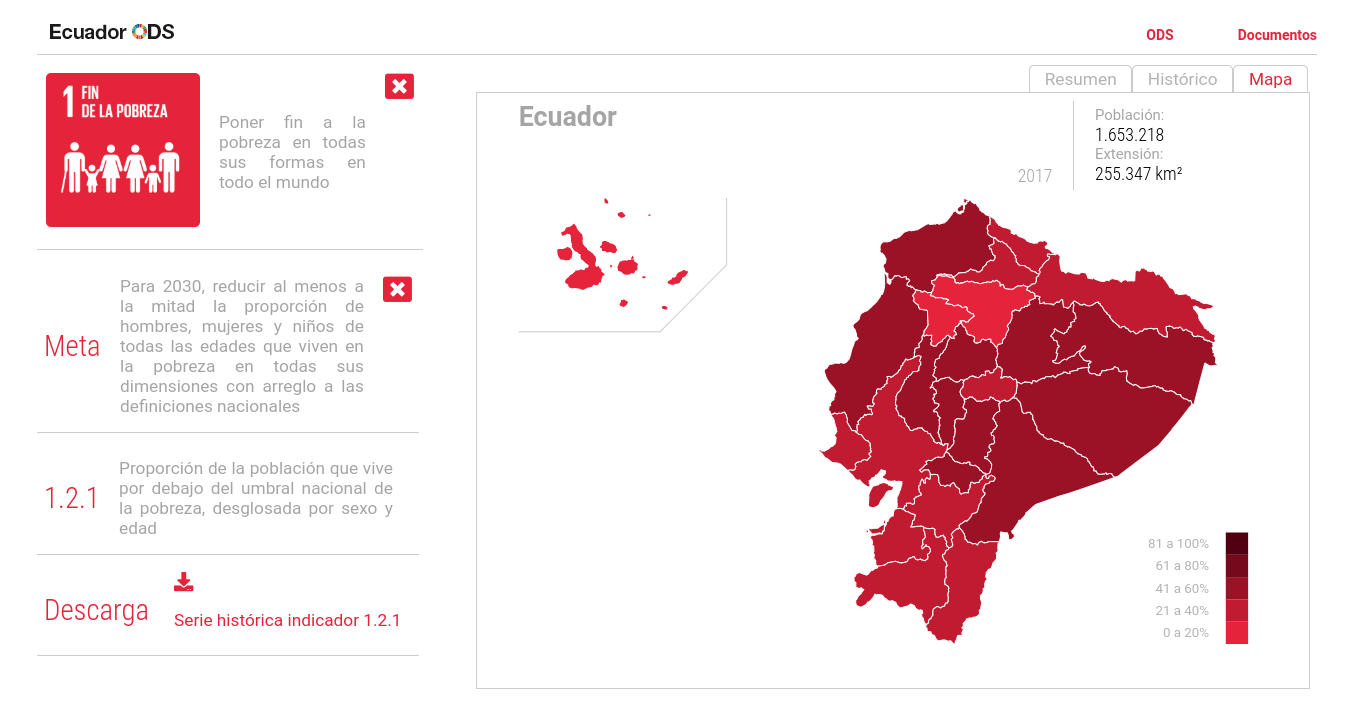 Ecuador ODS
ODS
Documentos
1 FIN
DE LA POBREZA
Poner fin a la
pobreza en todas
sus formas en
todo el mundo
Para 2030, reducir al menos a
la mitad la proporción de
hombres, mujeres y niños de
todas las edades que viven en
la pobreza en todas sus
dimensiones con arreglo a las
definiciones nacionales
Meta
1.2.1
Proporción de la población que vive
por debajo del umbral nacional de
la pobreza, desglosada por sexo y
edad
Descarga
Serie histórica indicador 1.2.1
Resumen
Histórico
Mapa
Ecuador
2017
Población:
1.653.218
Extensión:
255.347 km²
81 a 100%
61 a 80%
41 a 60%
21 a 40%
0 a 20%